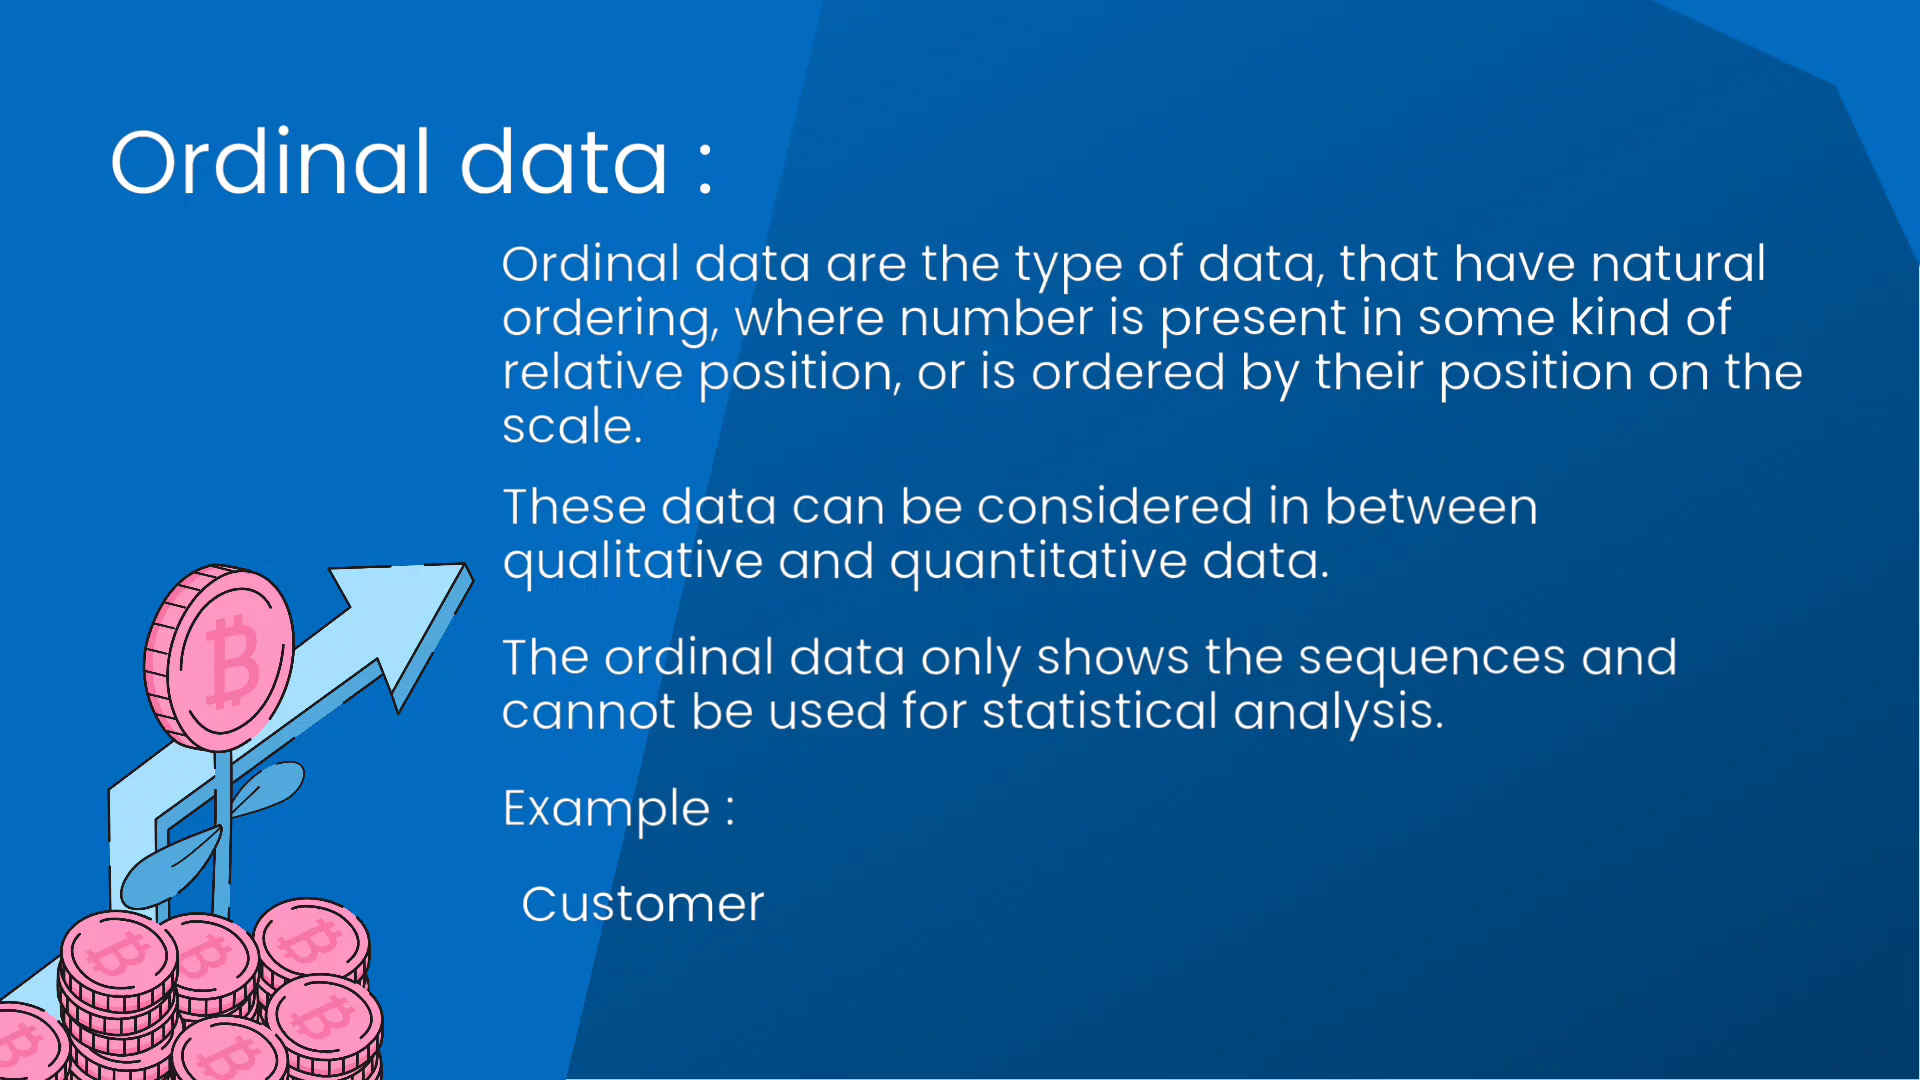 Ordinal data :
Ordinal data are the type of data, that have natural
ordering, where number is present in some kind of
relative position, or is ordered by their position on the
scale.
These data can be considered in between
qualitative and quantitative data.
The ordinal data only shows the sequences and
cannot be used for statistical analysis.
Example :
Customer